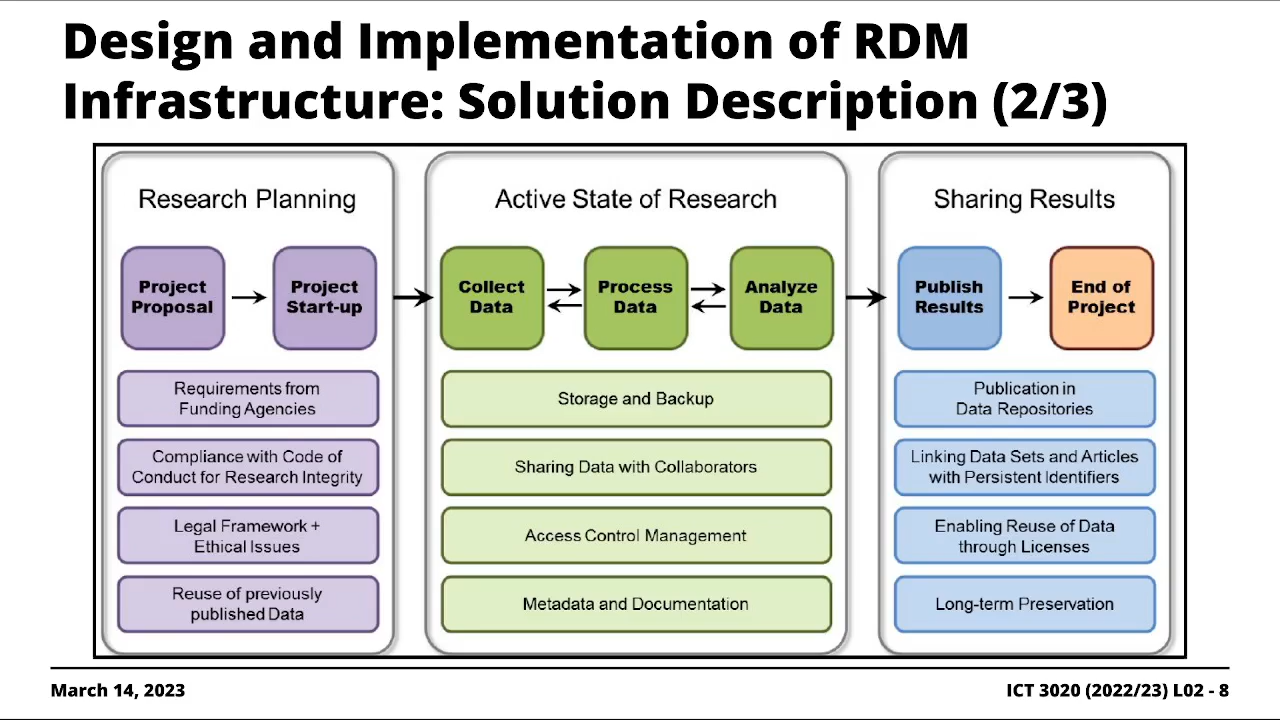 Design and Implementation of RDM
Infrastructure: Solution Description (2/3)
Research Planning
Project
Proposal
Project
Start-up
Requirements from
Funding Agencies
Compliance with Code of
Conduct for Research Integrity
Legal Framework +
Ethical Issues
Reuse of previously
published Data
Active State of Research
Collect
Data
Process
Data
Analyze
Data
Storage and Backup
Sharing Data with Collaborators
Access Control Management
Metadata and Documentation
Sharing Results
Publish
Results
End of
Project
Publication in
Data Repositories
Linking Data Sets and Articles
with Persistent Identifiers
Enabling Reuse of Data
through Licenses
Long-term Preservation
March 14, 2023
ICT 3020 (2022/23) L02 - 8